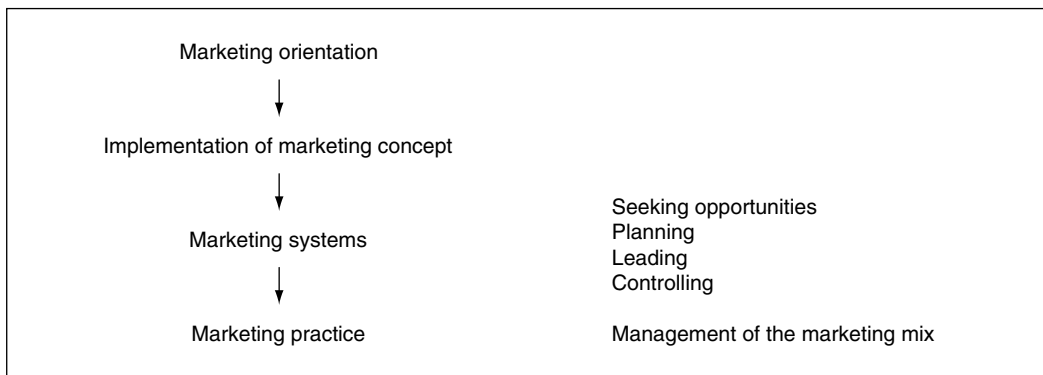 Marketing orientation
Implementation of marketing concept
Marketing systems
Seeking opportunities
Planning
Leading
Controlling
Marketing practice
Management of the marketing mix